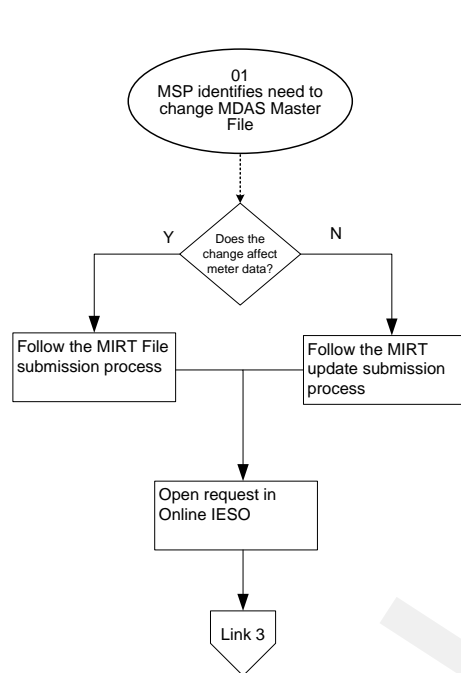 01
MSP identifies need to
change MDAS Master
File
Does the
change affect
meter data?
Y
N
Follow the MIRT File
submission process
Follow the MIRT
update submission
process
Open request in
Online IESO
Link 3